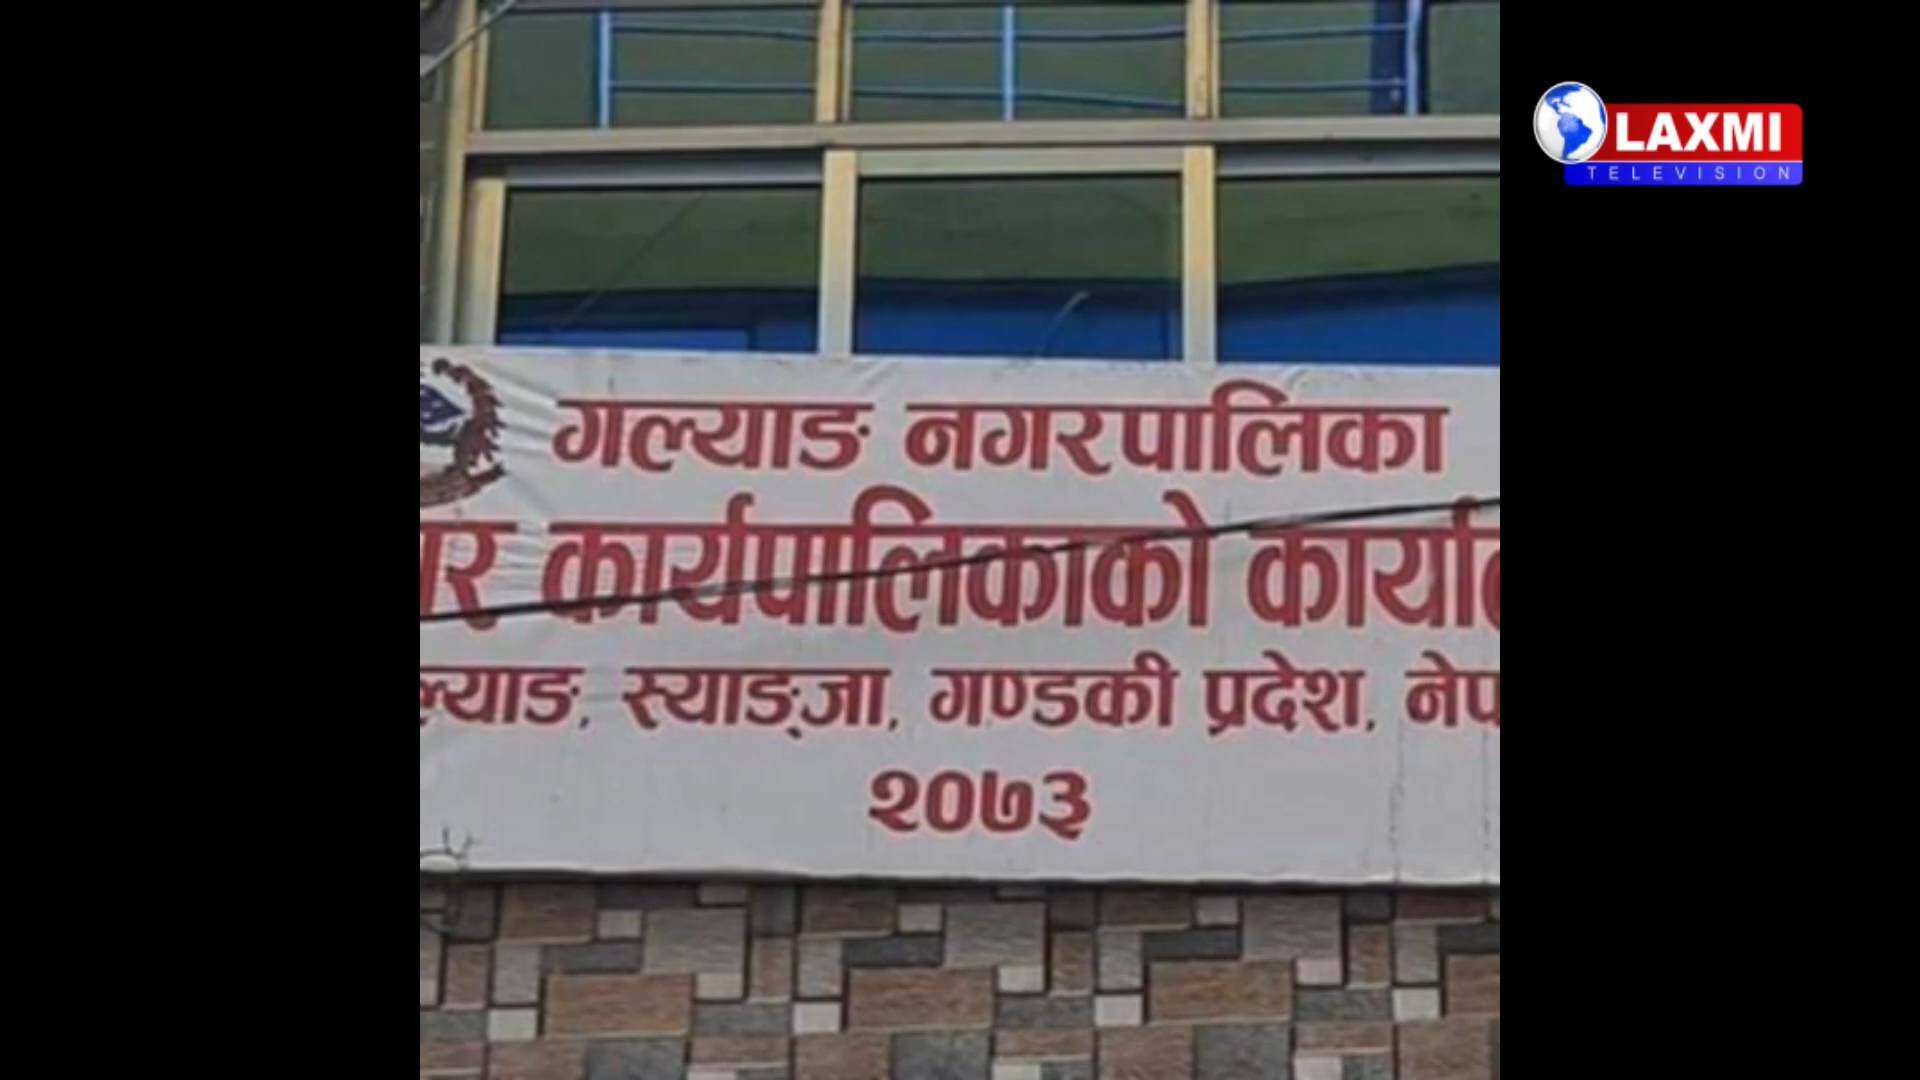 LAXMI
TELEVISION
गल्याङ नगरपालिका
कार्यपालिकाको
स्याङ्जा, गण्डकी प्रदेश,
२०७३